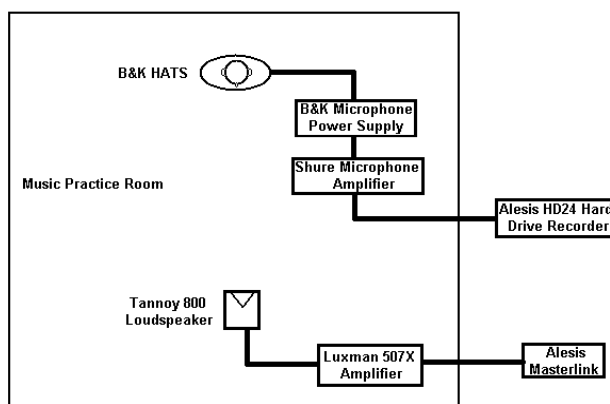 B&K HATS
B&K Microphone
Power Supply
Shure Microphone
Amplifier
Music Practice Room
Alesis HD24 Hard
Drive Recorder
Tannoy 800
Loudspeaker
Luxman 507X
Amplifier
Alesis
Masterlink